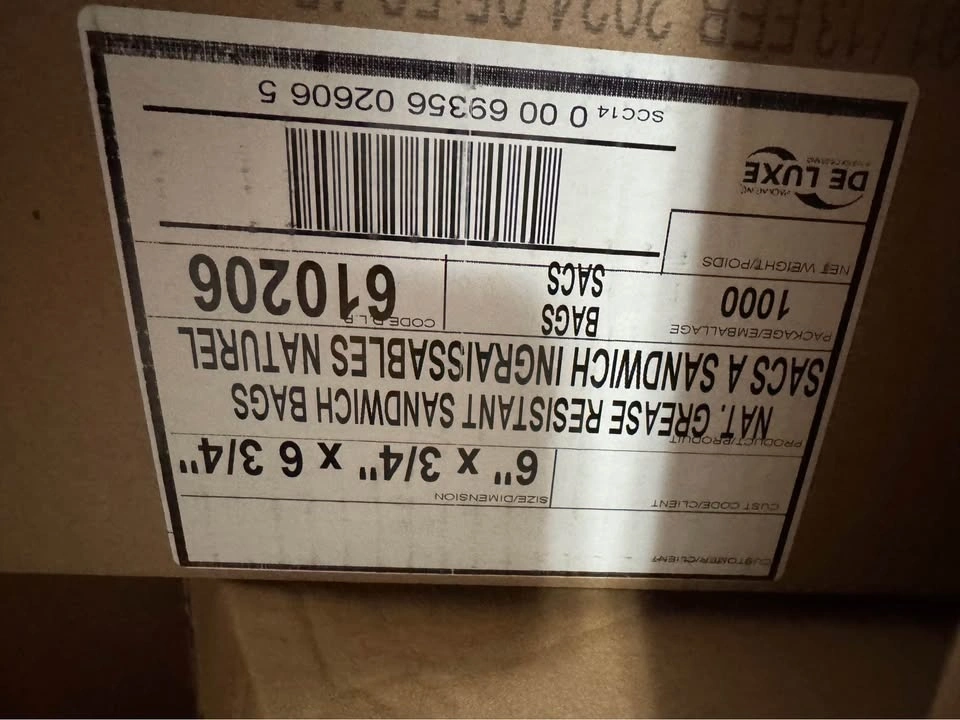 CUSTOMER/CLIENT
CUST CODE/CLIENT
SIZE/DIMENSION
6" x 3/4" x 6 3/4"
PRODUCT/PRODUIT
NAT. GREASE RESISTANT SANDWICH BAGS
SACS A SANDWICH INGRAISSABLES NATUREL
PACKAGE/EMBALLAGE
1000
BAGS
SACS
CODE D.L.P.
610206
NET WEIGHT/POIDS
DE LUXE
SCC14 0 00 69356 02606 5